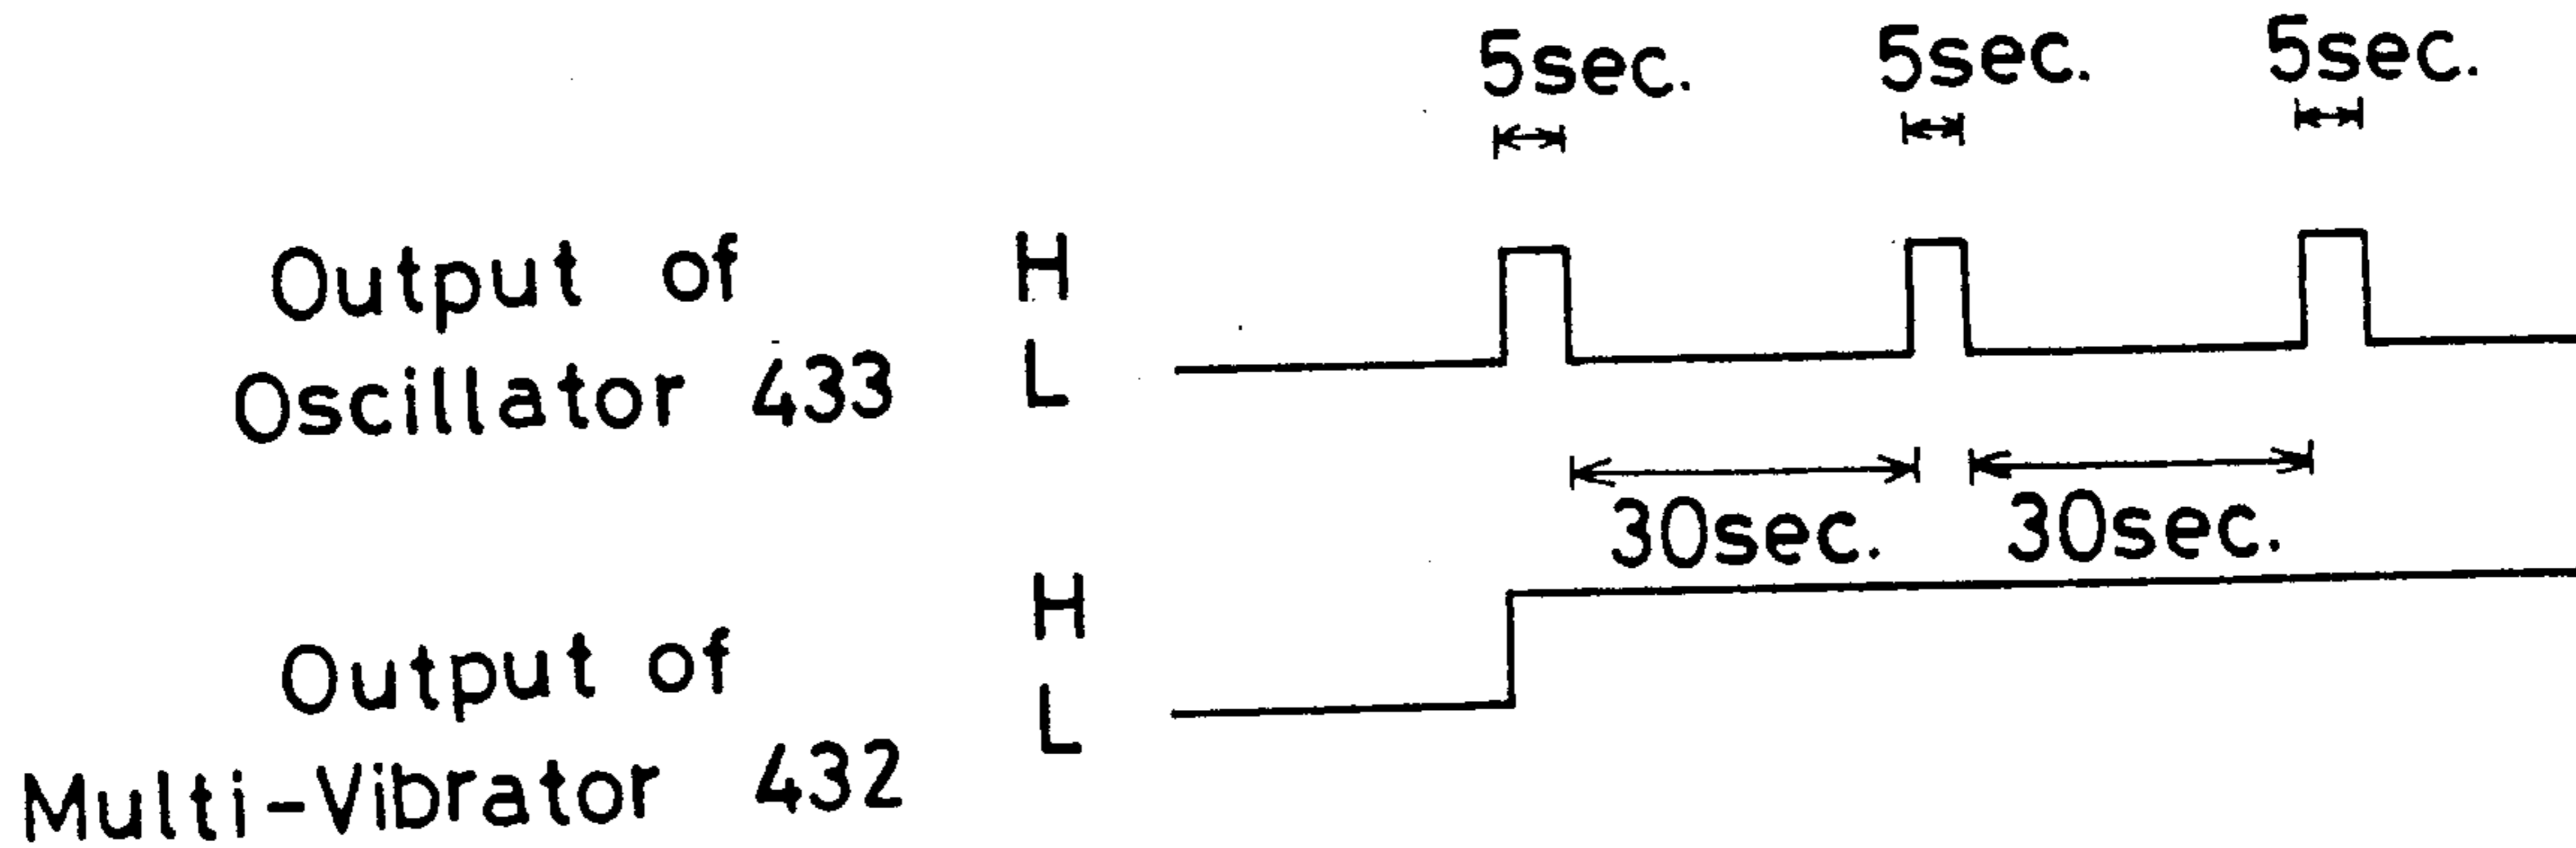 5sec. 5sec. 5sec.
Output of
Oscillator 433
H
L
30sec. 30sec.
Output of
Multi-Vibrator 432
H
L